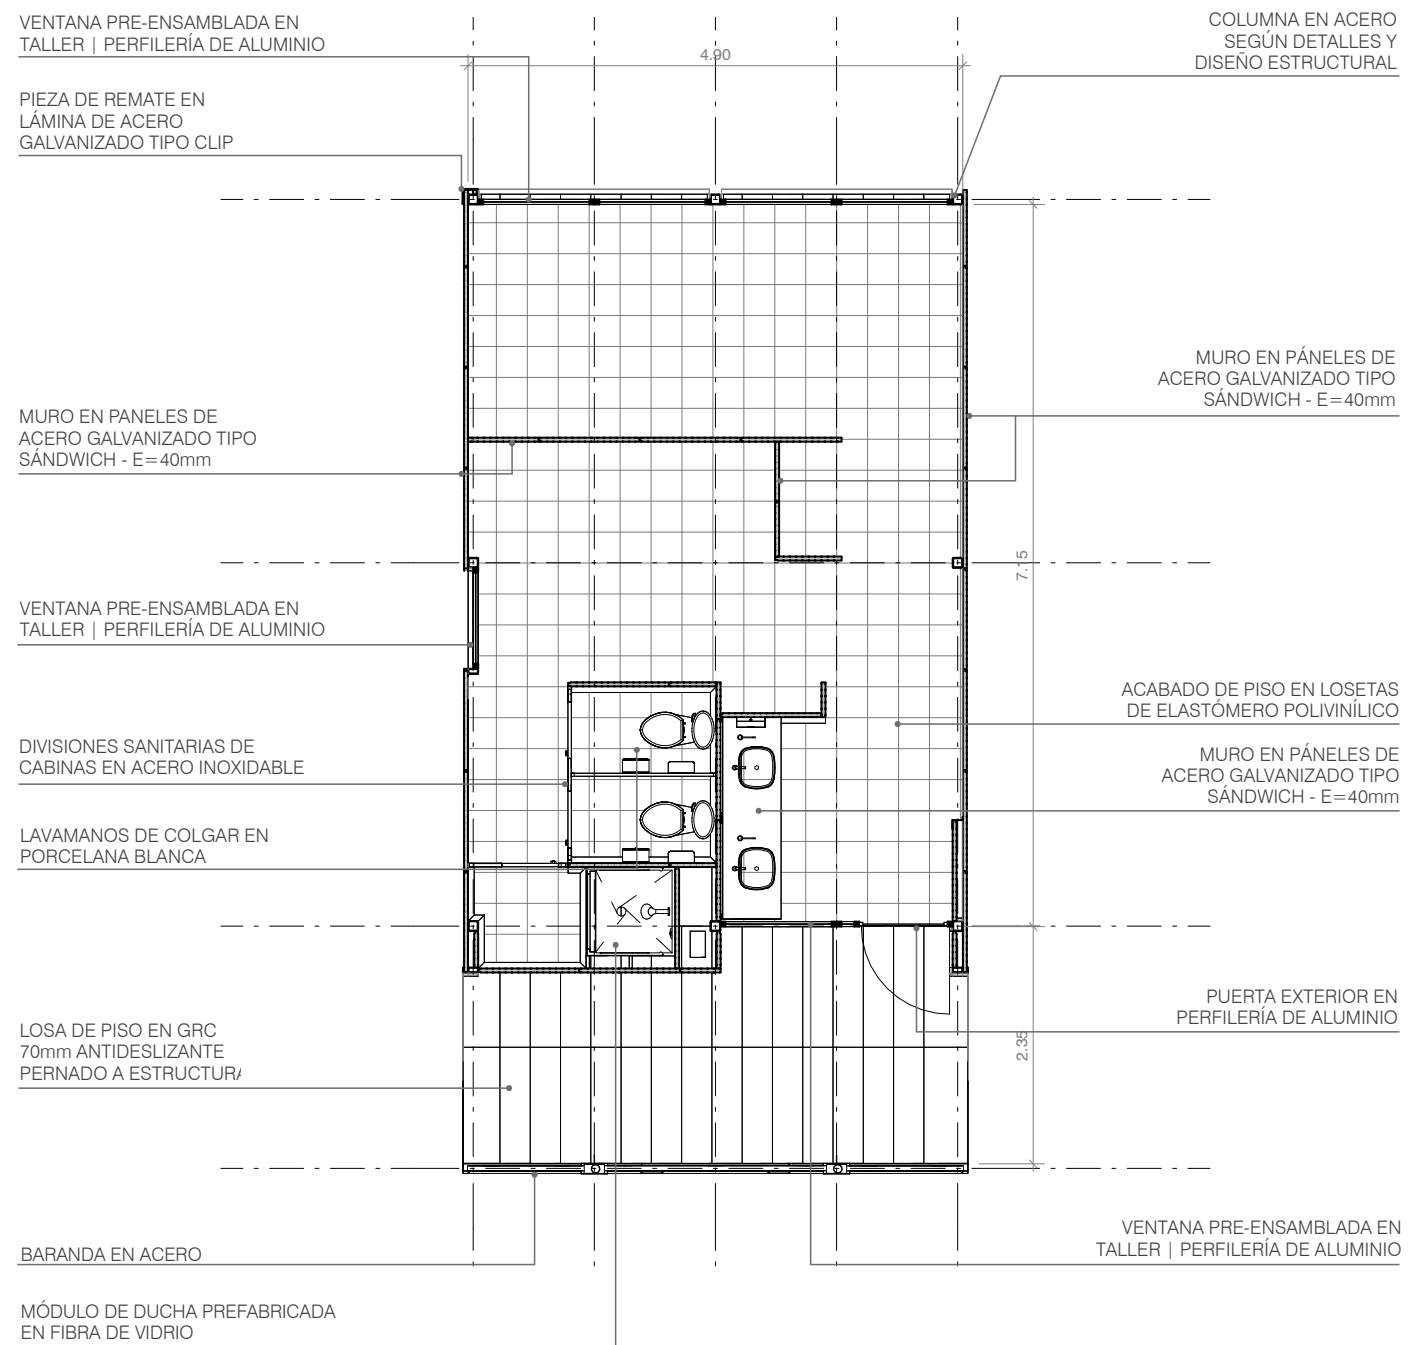 VENTANA PRE-ENSAMBLADA EN
TALLER | PERFILERÍA DE ALUMINIO
PIEZA DE REMATE EN
LÁMINA DE ACERO
GALVANIZADO TIPO CLIP
MURO EN PANELES DE
ACERO GALVANIZADO TIPO
SÁNDWICH - E=40mm
VENTANA PRE-ENSAMBLADA EN
TALLER | PERFILERÍA DE ALUMINIO
DIVISIONES SANITARIAS DE
CABINAS EN ACERO INOXIDABLE
LAVAMANOS DE COLGAR EN
PORCELANA BLANCA
LOSA DE PISO EN GRC
70mm ANTIDESLIZANTE
PERNADO A ESTRUCTURA
BARANDA EN ACERO
MÓDULO DE DUCHA PREFABRICADA
EN FIBRA DE VIDRIO
4.90
7.15
2.35
COLUMNA EN ACERO
SEGÚN DETALLES Y
DISEÑO ESTRUCTURAL
MURO EN PÁNELES DE
ACERO GALVANIZADO TIPO
SÁNDWICH - E=40mm
ACABADO DE PISO EN LOSETAS
DE ELASTÓMERO POLIVINÍLICO
MURO EN PÁNELES DE
ACERO GALVANIZADO TIPO
SÁNDWICH - E=40mm
PUERTA EXTERIOR EN
PERFILERÍA DE ALUMINIO
VENTANA PRE-ENSAMBLADA EN
TALLER | PERFILERÍA DE ALUMINIO